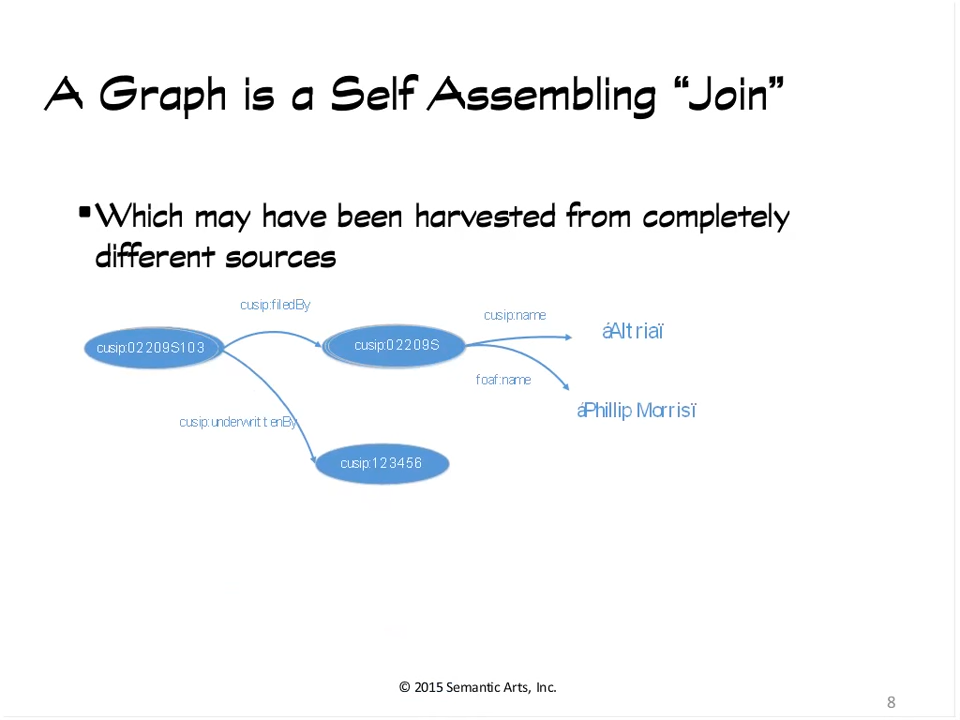 A Graph is a Self Assembling “Join”
▪Which may have been harvested from completely
different sources
cusip:filedBy
cusip:name
cusip:02209S103
cusip:02209S
áAltriaï
foaf:name
áPhillip Morrisï
cusip:underwrittenBy
cusip:123456
© 2015 Semantic Arts, Inc.
8